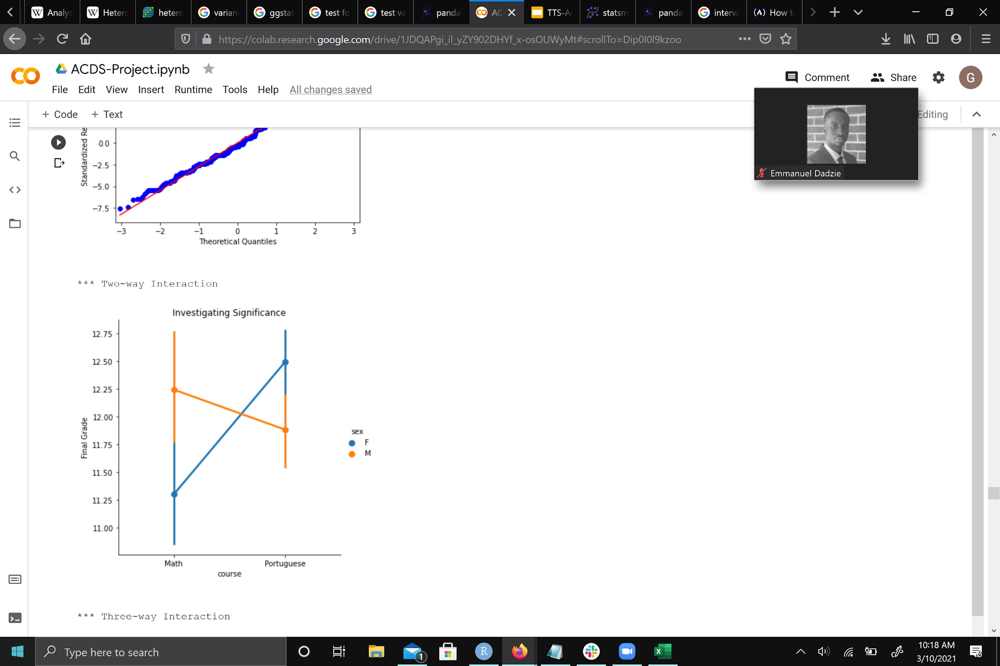 Analys
Hetero
hetero
varian
ggstat
test fo
test va
panda
AC
TTS-A
statsm
panda
interva
How t
https://colab.research.google.com/drive/1JDQAPgi_il_yZY902DHYf_x-osOUWyMt#scrollTo=Dip0I0l9kzoo
ACDS-Project.ipynb
Comment
Share
G
File Edit View Insert Runtime Tools Help All changes saved
+ Code + Text
Editing
Emmanuel Dadzie
Standardized Re
0.0
−2.5
−5.0
−7.5
−3 −2 −1 0 1 2 3
Theoretical Quantiles
*** Two-way Interaction
Investigating Significance
12.75
12.50
12.25
12.00
11.75
11.50
11.25
11.00
Final Grade
sex
F
M
Math Portuguese
course
*** Three-way Interaction
Type here to search
1
R
X
10:18 AM
3/10/2021